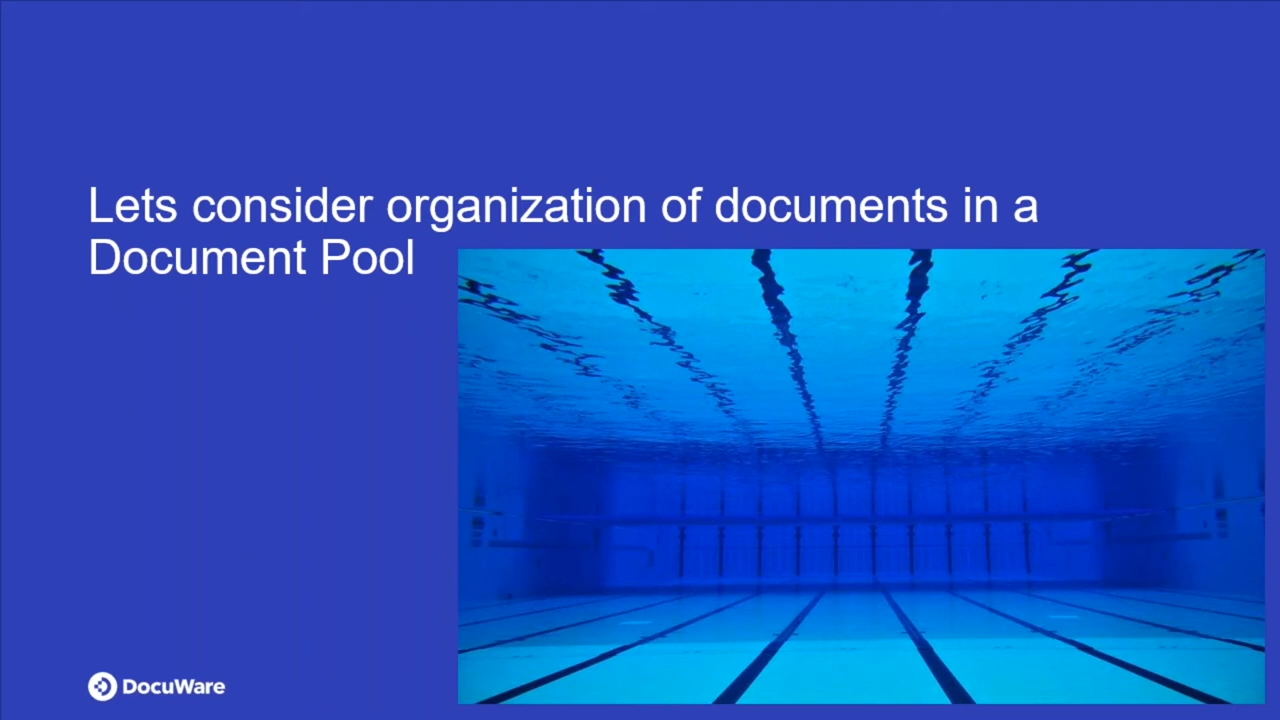 Lets consider organization of documents in a
Document Pool
DocuWare